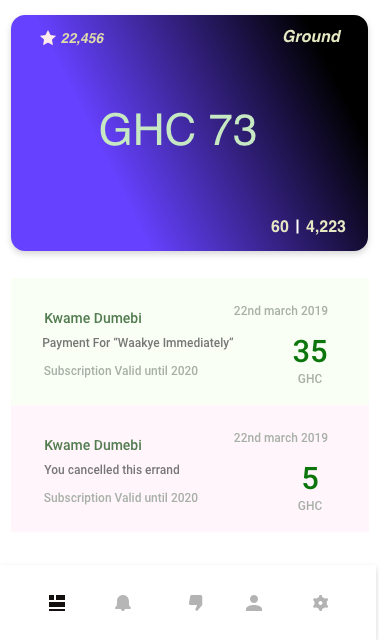 22,456
Ground
GHC 73
60 | 4,223
22nd march 2019
Kwame Dumebi
Payment For “Waakye Immediately”
35
Subscription Valid until 2020
GHC
22nd march 2019
Kwame Dumebi
You cancelled this errand
5
Subscription Valid until 2020
GHC